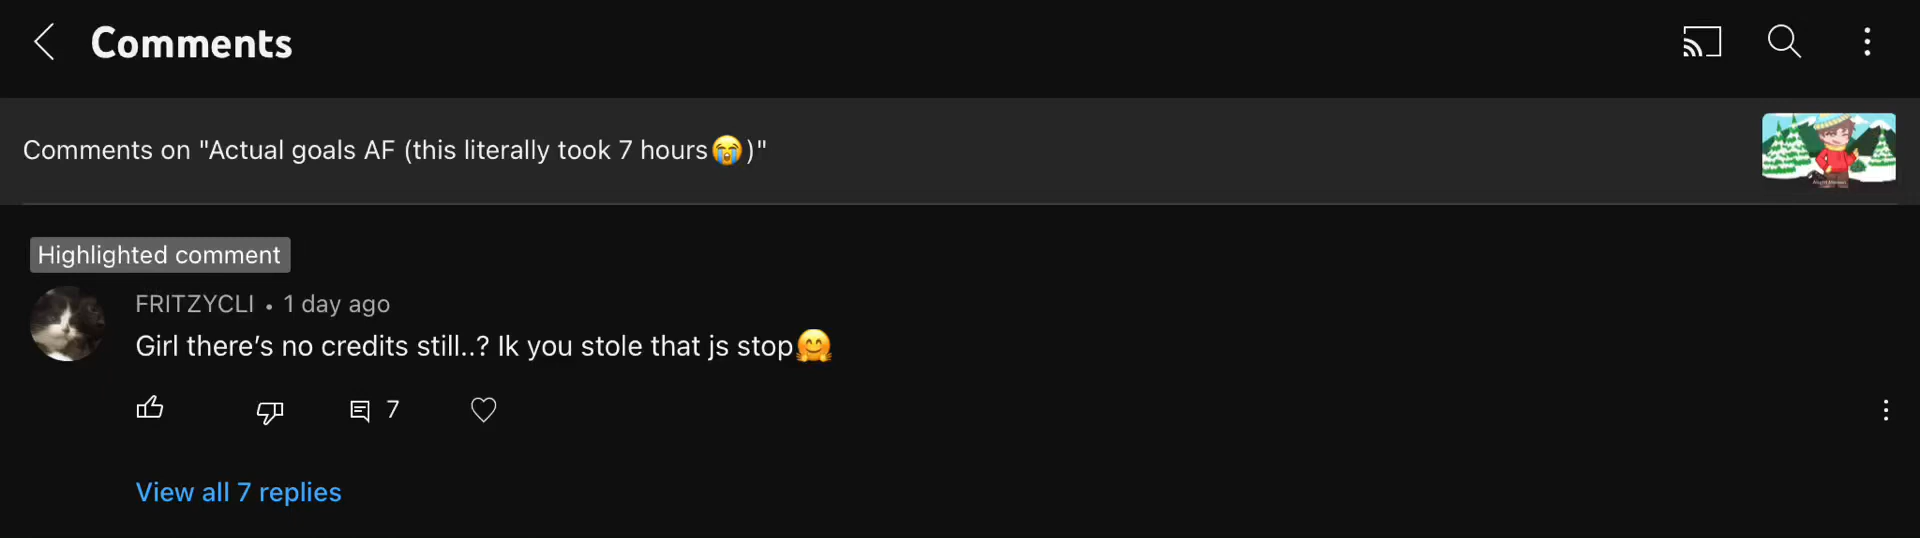 Comments
Comments on "Actual goals AF (this literally took 7 hours😭)"
Highlighted comment
FRITZYCLI • 1 day ago
Girl there’s no credits still..? Ik you stole that js stop🤗
7
View all 7 replies